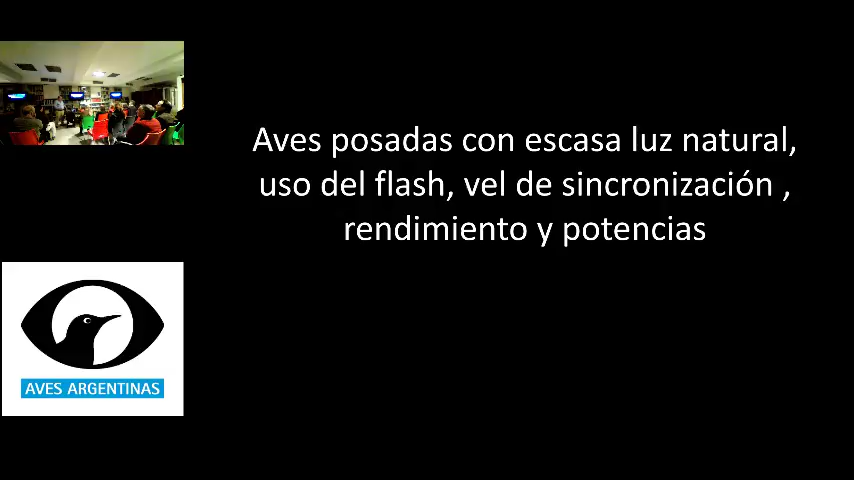 Aves posadas con escasa luz natural,
uso del flash, vel de sincronización ,
rendimiento y potencias
AVES ARGENTINAS